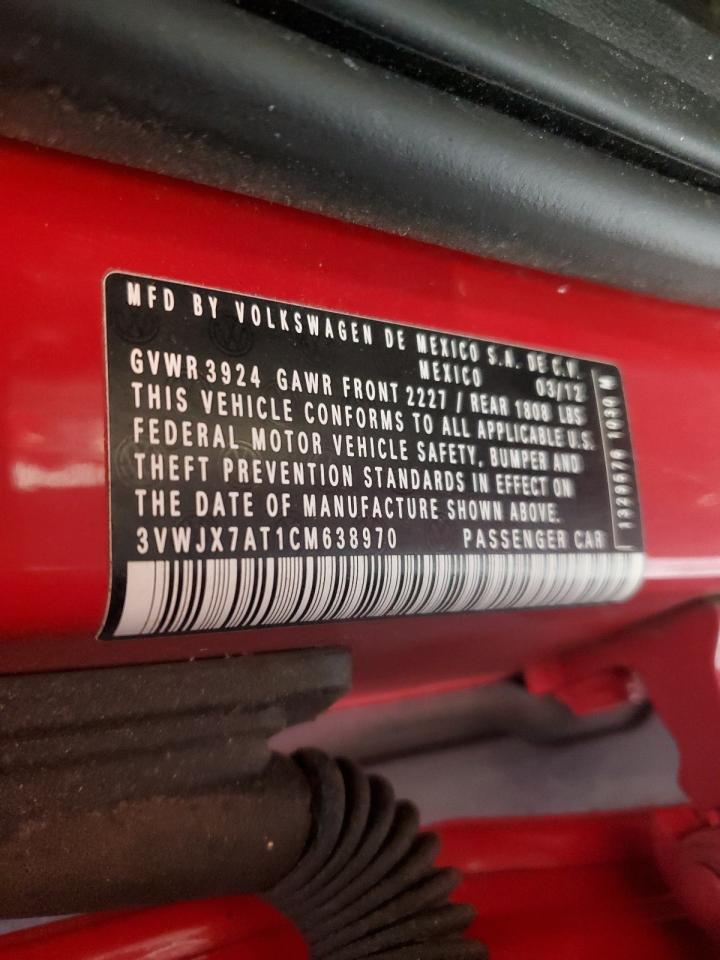 MFD BY VOLKSWAGEN DE MEXICO S.A. DE C.V.
MEXICO 03/12
GVWR 3924 GAWR FRONT 2227 / REAR 1808 LBS
THIS VEHICLE CONFORMS TO ALL APPLICABLE U.S.
FEDERAL MOTOR VEHICLE SAFETY, BUMPER AND
THEFT PREVENTION STANDARDS IN EFFECT ON
THE DATE OF MANUFACTURE SHOWN ABOVE.
3VWJX7AT1CM638970 PASSENGER CAR
1030 M